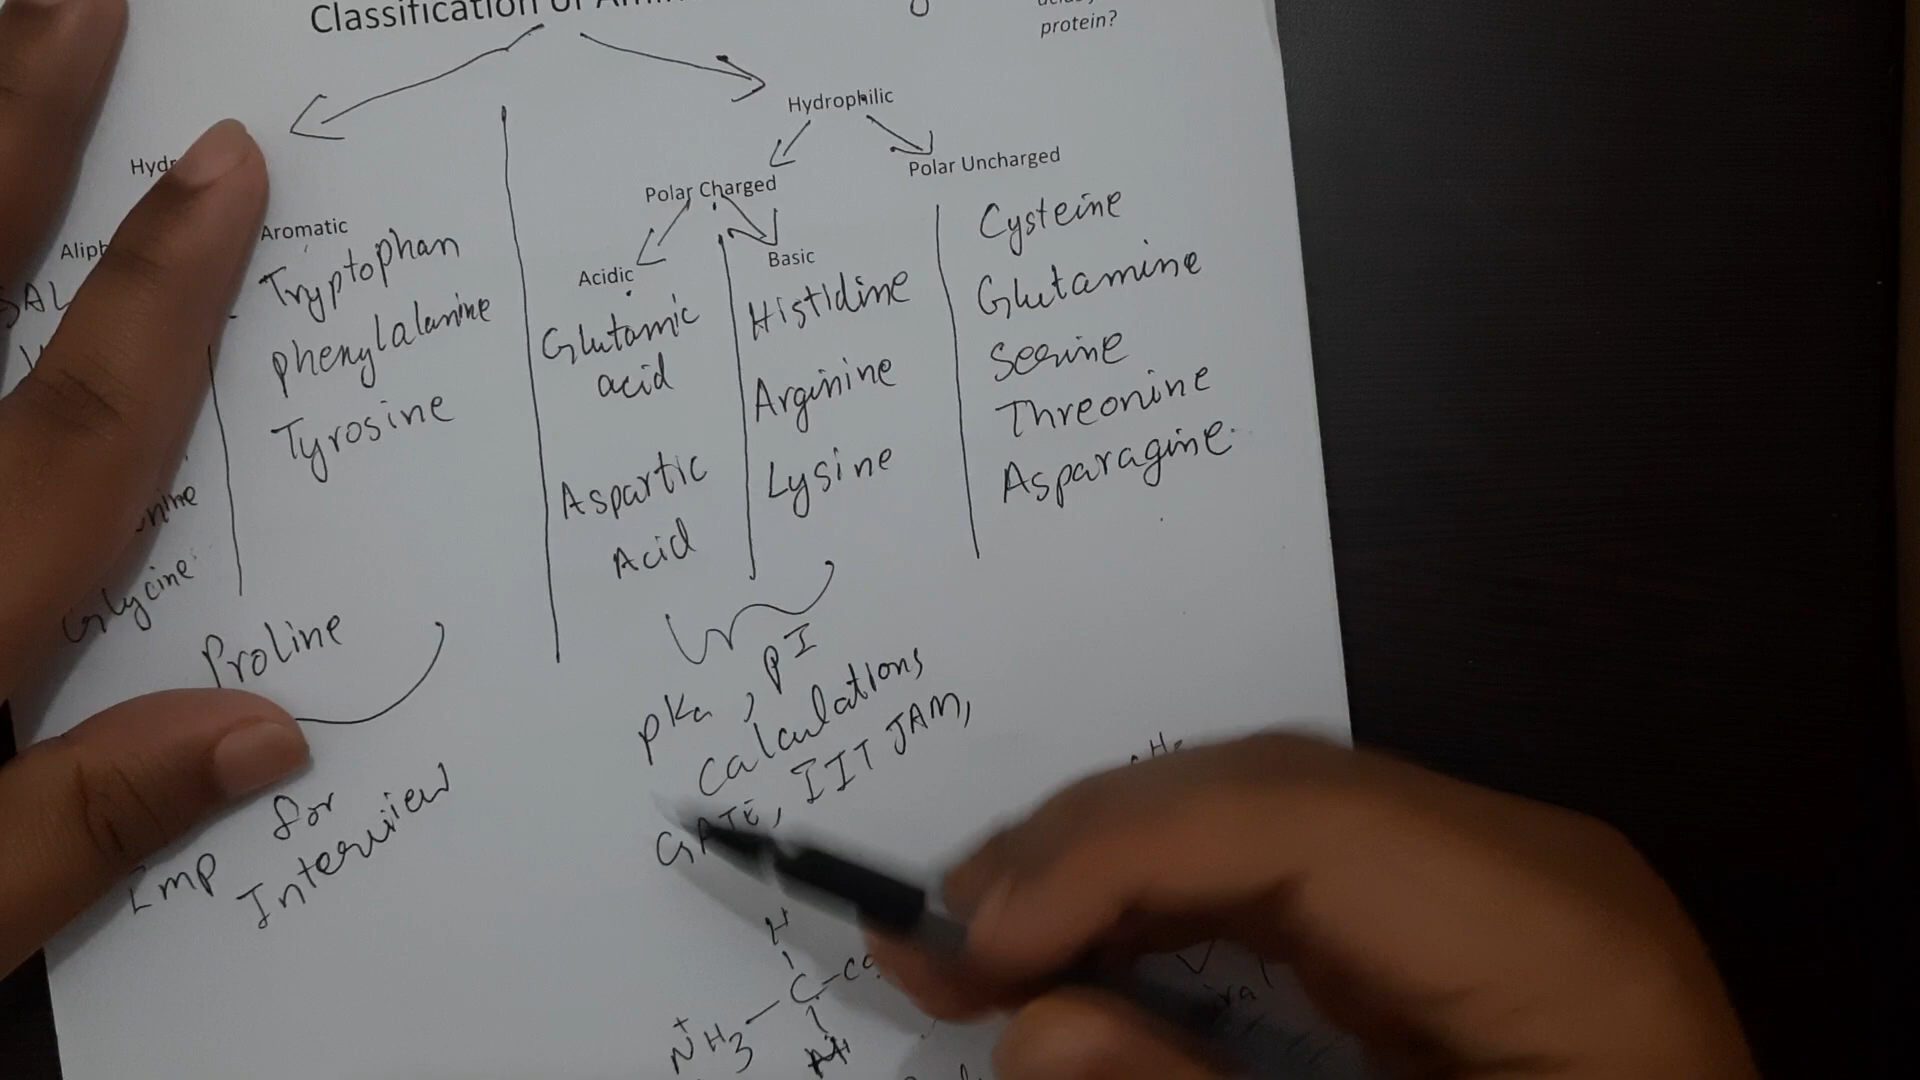 Classification of
protein?
Hydrophilic
Polar Charged
Polar Uncharged
Aromatic
Acidic
Basic
Tryptophan
phenylalanine
Tyrosine
Glutamic
acid
Aspartic
Acid
Histidine
Arginine
Lysine
Cysteine
Glutamine
Serine
Threonine
Asparagine
Glycine
Proline
Imp for
Interview
pKa, pI
calculations
GATE, IIT JAM,
H
C
NH3
+